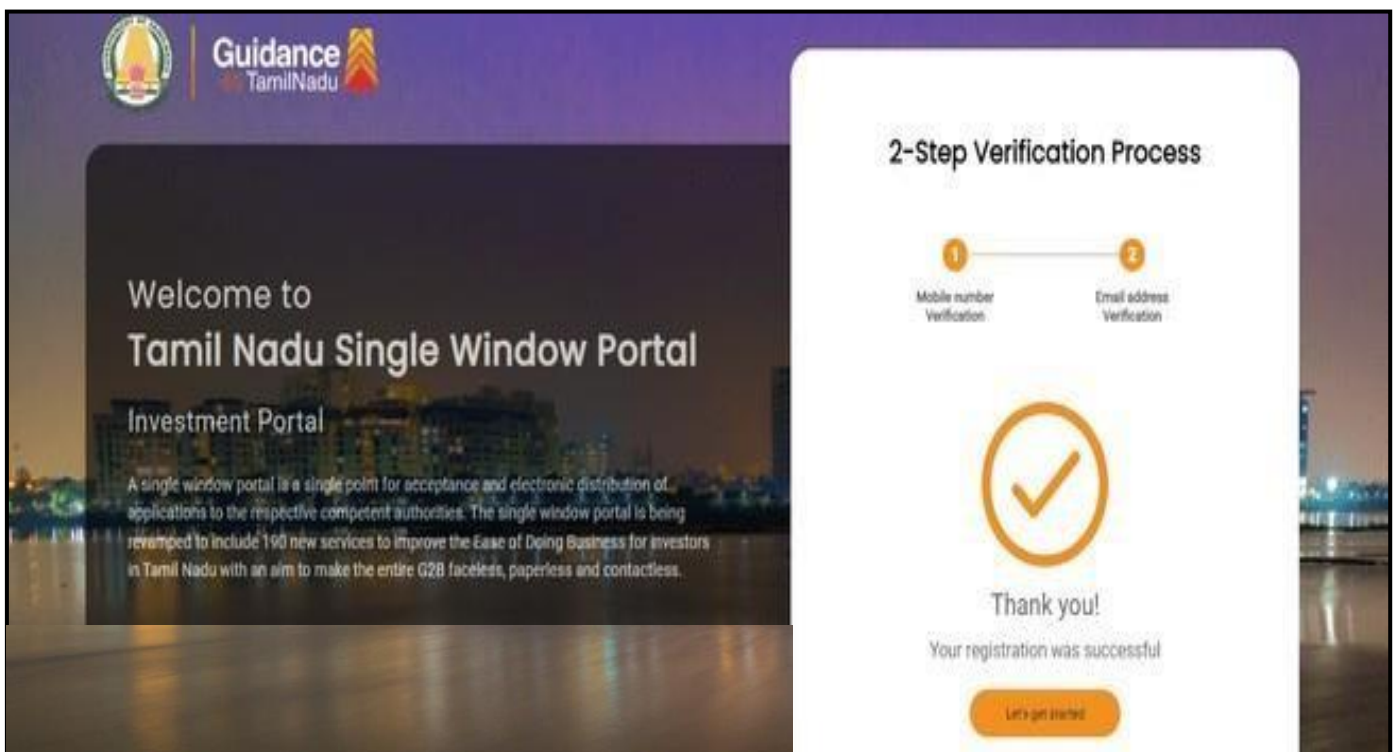 Guidance
TamilNadu
Welcome to
Tamil Nadu Single Window Portal
Investment Portal
A single window portal is a single point for acceptance and electronic distribution of
applications to the respective competent authorities. The single window portal is being
revamped to include 190 new services to improve the Ease of Doing Business for investors
in Tamil Nadu with an aim to make the entire G2B faceless, paperless and contactless.
2-Step Verification Process
1
2
Mobile number
Verification
Email address
Verification
Thank you!
Your registration was successful
Let's get started